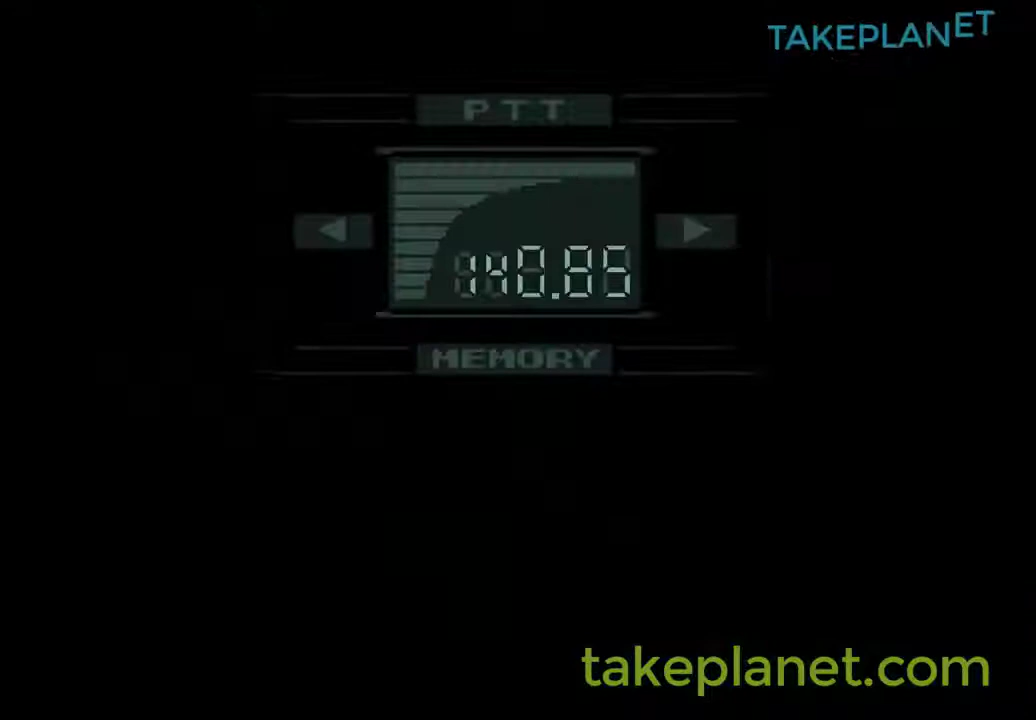 TAKEPLANET
PTT
◀ ▶
140.85
MEMORY
takeplanet.com